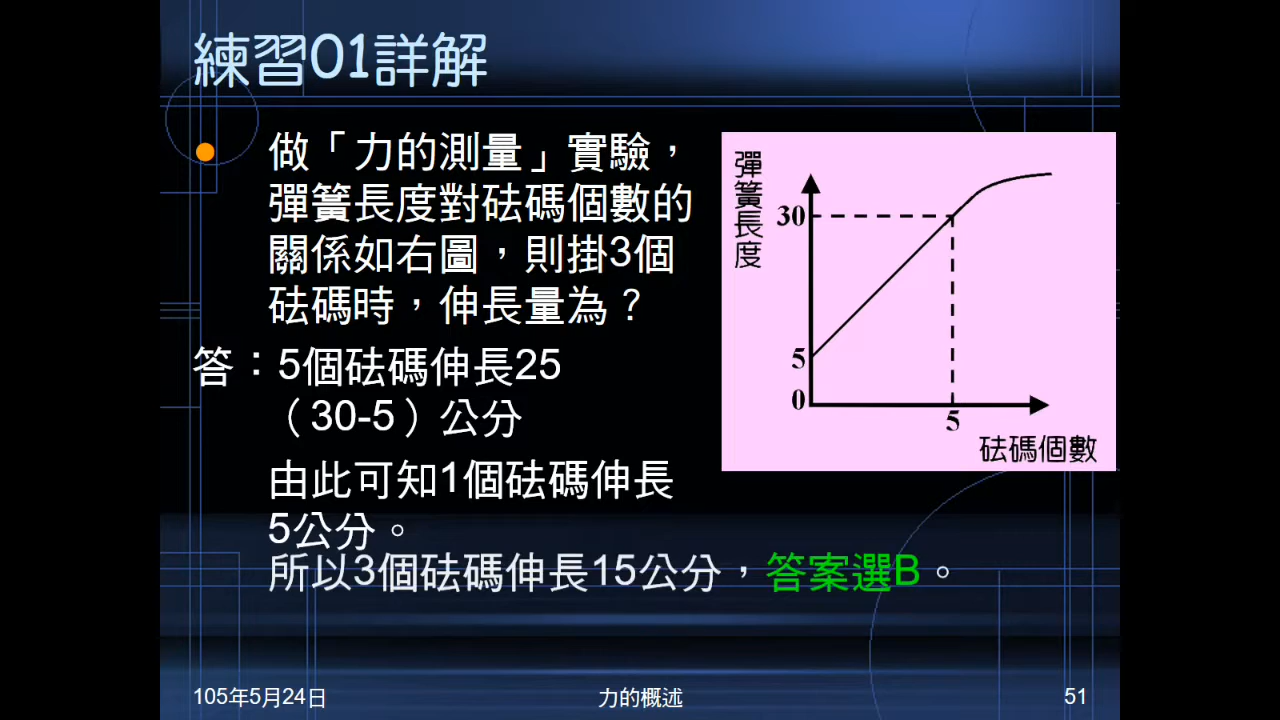 練習01詳解
做「力的測量」實驗，
彈簧長度對砝碼個數的
關係如右圖，則掛3個
砝碼時，伸長量為？
答：5個砝碼伸長25
（30-5）公分
由此可知1個砝碼伸長
5公分。
所以3個砝碼伸長15公分，答案選B。
彈簧長度
30
5
0
5
砝碼個數
105年5月24日
力的概述
51